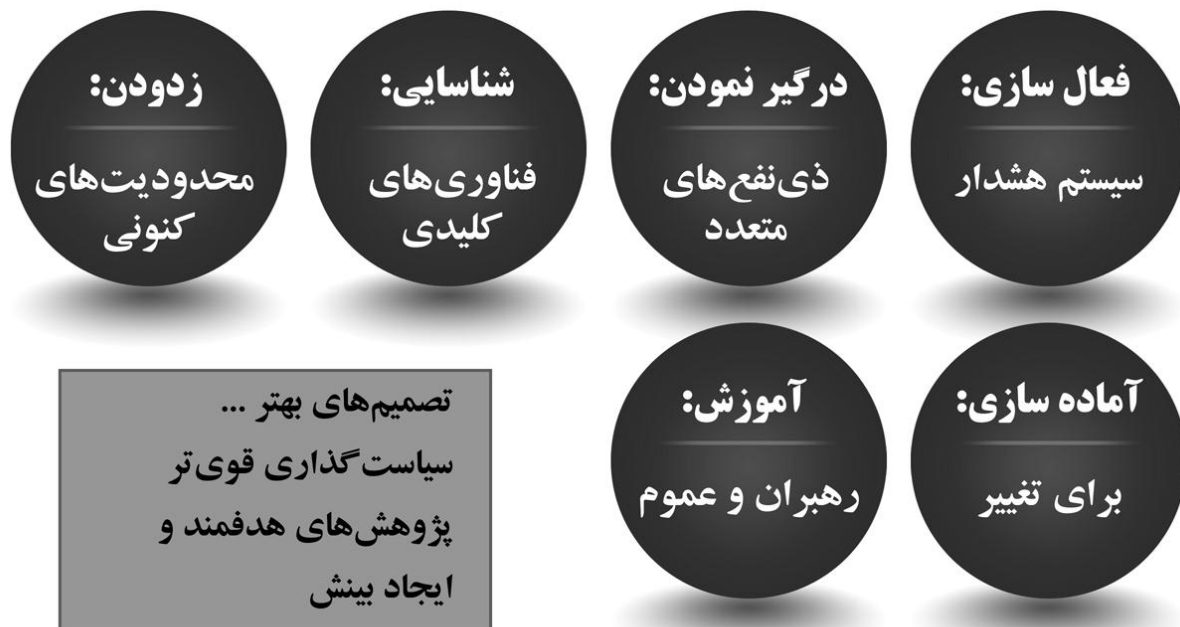 فعال سازی:
سیستم هشدار
درگیر نمودن:
ذی‌نفع‌های
متعدد
شناسایی:
فناوری‌های
کلیدی
زدودن:
محدودیت‌های
کنونی
آماده سازی:
برای تغییر
آموزش:
رهبران و عموم
تصمیم‌های بهتر ...
سیاست‌گذاری قوی‌تر
پژوهش‌های هدفمند و
ایجاد بینش